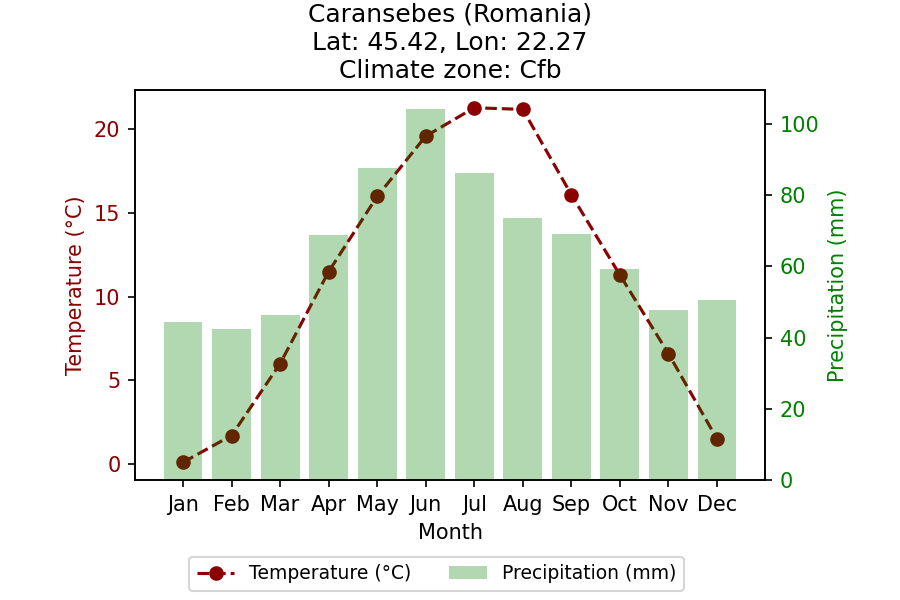 Caransebes (Romania)
Lat: 45.42, Lon: 22.27
Climate zone: Cfb
Temperature (°C)
20
15
10
5
0
Precipitation (mm)
100
80
60
40
20
0
Jan Feb Mar Apr May Jun Jul Aug Sep Oct Nov Dec
Month
Temperature (°C) Precipitation (mm)